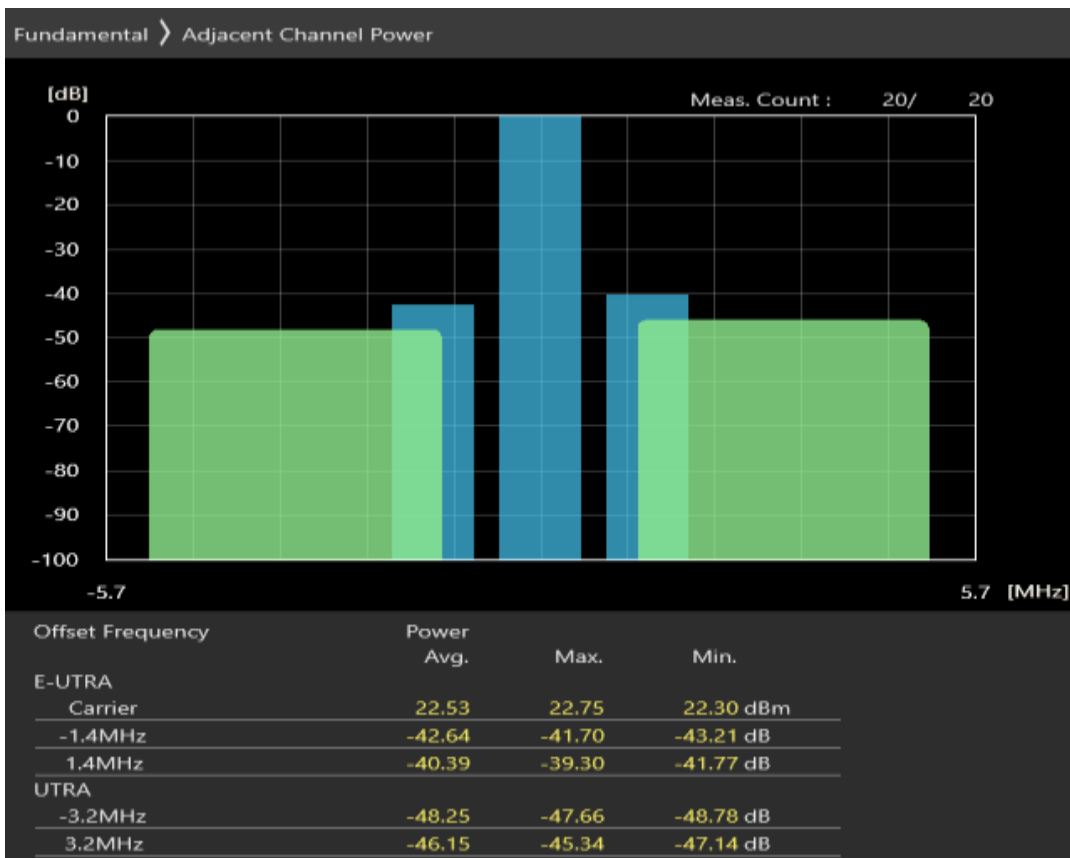 Fundamental 〉 Adjacent Channel Power
[dB]
Meas. Count : 20/ 20
0
-10
-20
-30
-40
-50
-60
-70
-80
-90
-100
-5.7 5.7 [MHz]
Offset Frequency Power
Avg. Max. Min.
E-UTRA
Carrier 22.53 22.75 22.30 dBm
-1.4MHz -42.64 -41.70 -43.21 dB
1.4MHz -40.39 -39.30 -41.77 dB
UTRA
-3.2MHz -48.25 -47.66 -48.78 dB
3.2MHz -46.15 -45.34 -47.14 dB